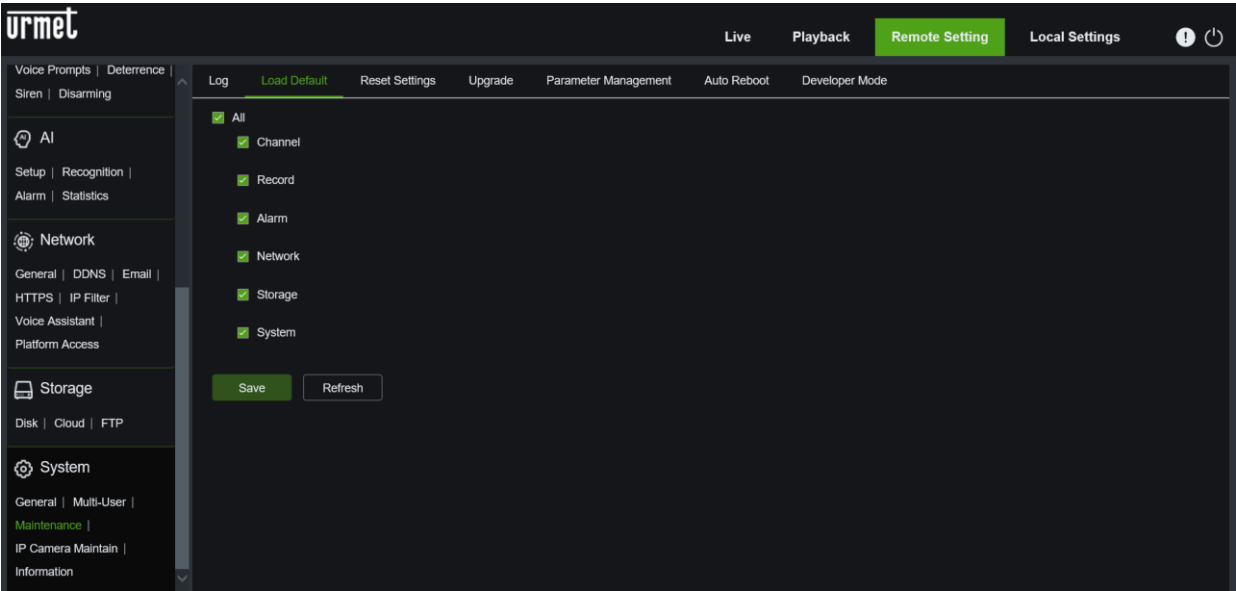 urmet
Live Playback Remote Setting Local Settings
Voice Prompts | Deterrence |
Siren | Disarming
AI
Setup | Recognition |
Alarm | Statistics
Network
General | DDNS | Email |
HTTPS | IP Filter |
Voice Assistant |
Platform Access
Storage
Disk | Cloud | FTP
System
General | Multi-User |
Maintenance |
IP Camera Maintain |
Information
Log Load Default Reset Settings Upgrade Parameter Management Auto Reboot Developer Mode
All
Channel
Record
Alarm
Network
Storage
System
Save Refresh